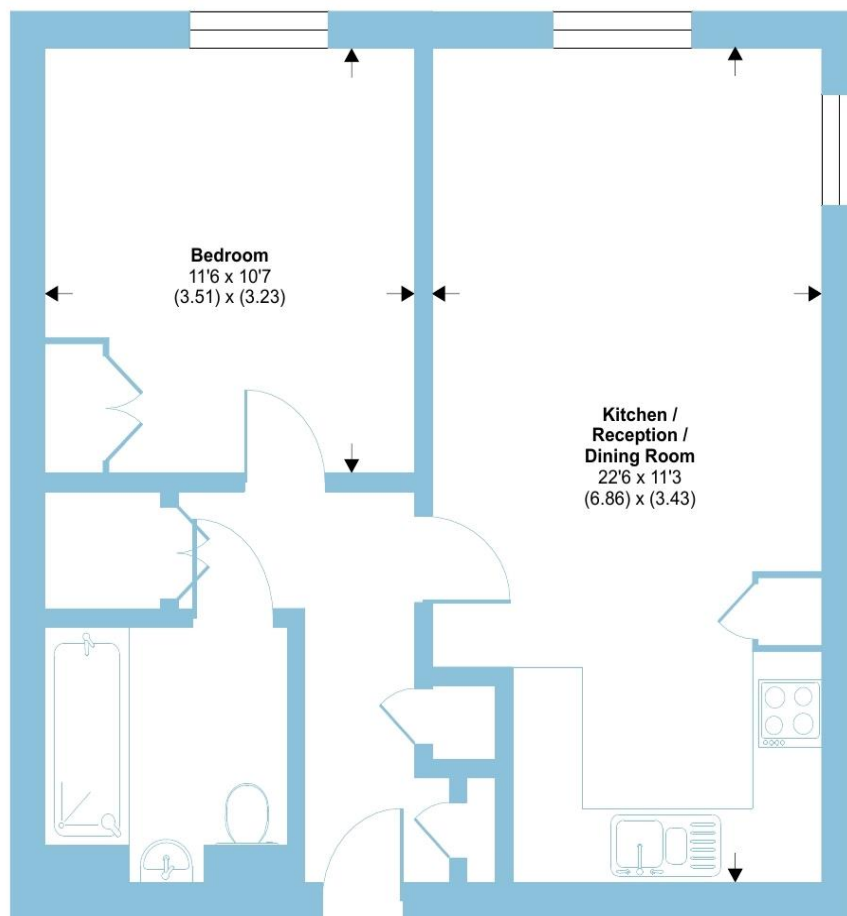 Bedroom
11'6 x 10'7
(3.51) x (3.23)
Kitchen /
Reception /
Dining Room
22'6 x 11'3
(6.86) x (3.43)